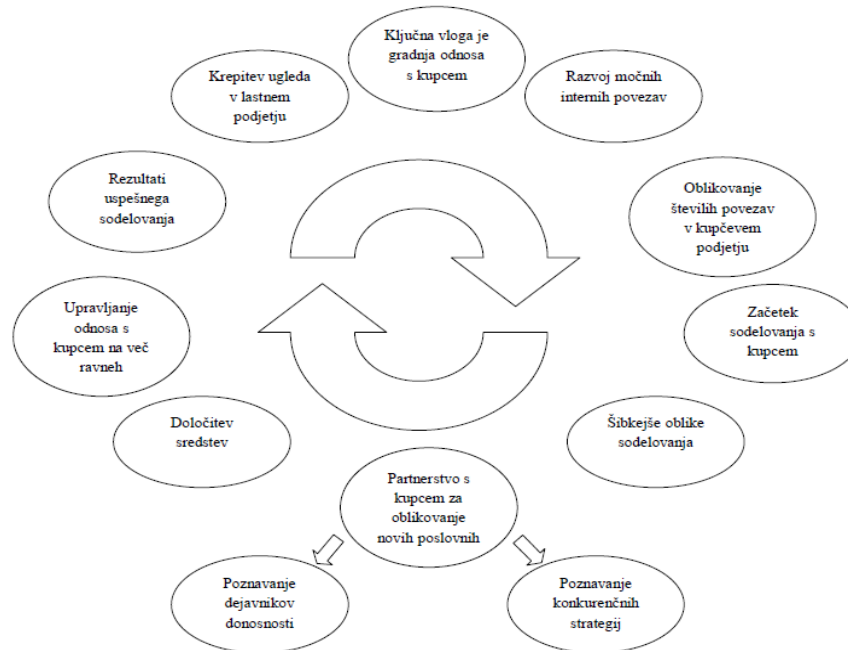 Ključna vloga je
gradnja odnosa
s kupcem
Krepitev ugleda
v lastnem
podjetju
Razvoj močnih
internih povezav
Rezultati
uspešnega
sodelovanja
Oblikovanje
številih povezav
v kupčevem
podjetju
Upravljanje
odnosa s
kupcem na več
ravneh
Začetek
sodelovanja s
kupcem
Določitev
sredstev
Šibkejše oblike
sodelovanja
Partnerstvo s
kupcem za
oblikovanje
novih poslovnih
Poznavanje
dejavnikov
donosnosti
Poznavanje
konkurenčnih
strategij